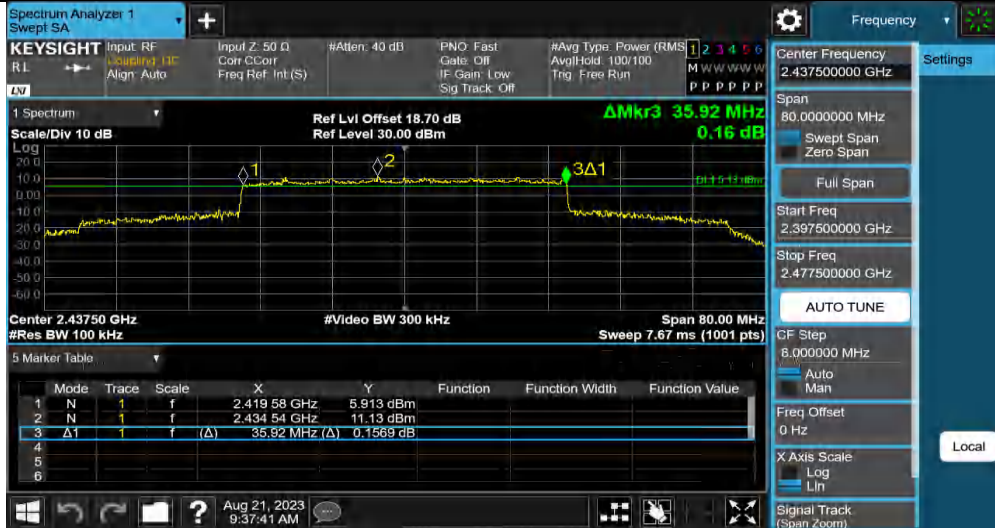 Spectrum Analyzer 1
Swept SA
+
Frequency
KEYSIGHT
RL
LXI
Input: RF
Coupling: DC
Align: Auto
Input Z: 50 Ω
Corr CCorr
Freq Ref: Int (S)
#Atten: 40 dB
PNO: Fast
Gate: Off
IF Gain: Low
Sig Track: Off
#Avg Type: Power (RMS
Avg|Hold: 100/100
Trig: Free Run
1 2 3 4 5 6
M W W W W W
P P P P P P
1 Spectrum
Scale/Div 10 dB
Log
Ref Lvl Offset 18.70 dB
Ref Level 30.00 dBm
ΔMkr3 35.92 MHz
0.16 dB
20.0
10.0
0.00
-10.0
-20.0
-30.0
-40.0
-50.0
-60.0
1
2
3Δ1
DL1 5.13 dBm
Center 2.43750 GHz
#Res BW 100 kHz
#Video BW 300 kHz
Span 80.00 MHz
Sweep 7.67 ms (1001 pts)
5 Marker Table
Mode Trace Scale X Y Function Function Width Function Value
1 N 1 f 2.419 58 GHz 5.913 dBm
2 N 1 f 2.434 54 GHz 11.13 dBm
3 Δ1 1 f (Δ) 35.92 MHz (Δ) 0.1569 dB
4
5
6
?
Aug 21, 2023
9:37:41 AM
Center Frequency
2.437500000 GHz
Settings
Span
80.0000000 MHz
Swept Span
Zero Span
Full Span
Start Freq
2.397500000 GHz
Stop Freq
2.477500000 GHz
AUTO TUNE
CF Step
8.000000 MHz
Auto
Man
Freq Offset
0 Hz
Local
X Axis Scale
Log
Lin
Signal Track
(Span Zoom)